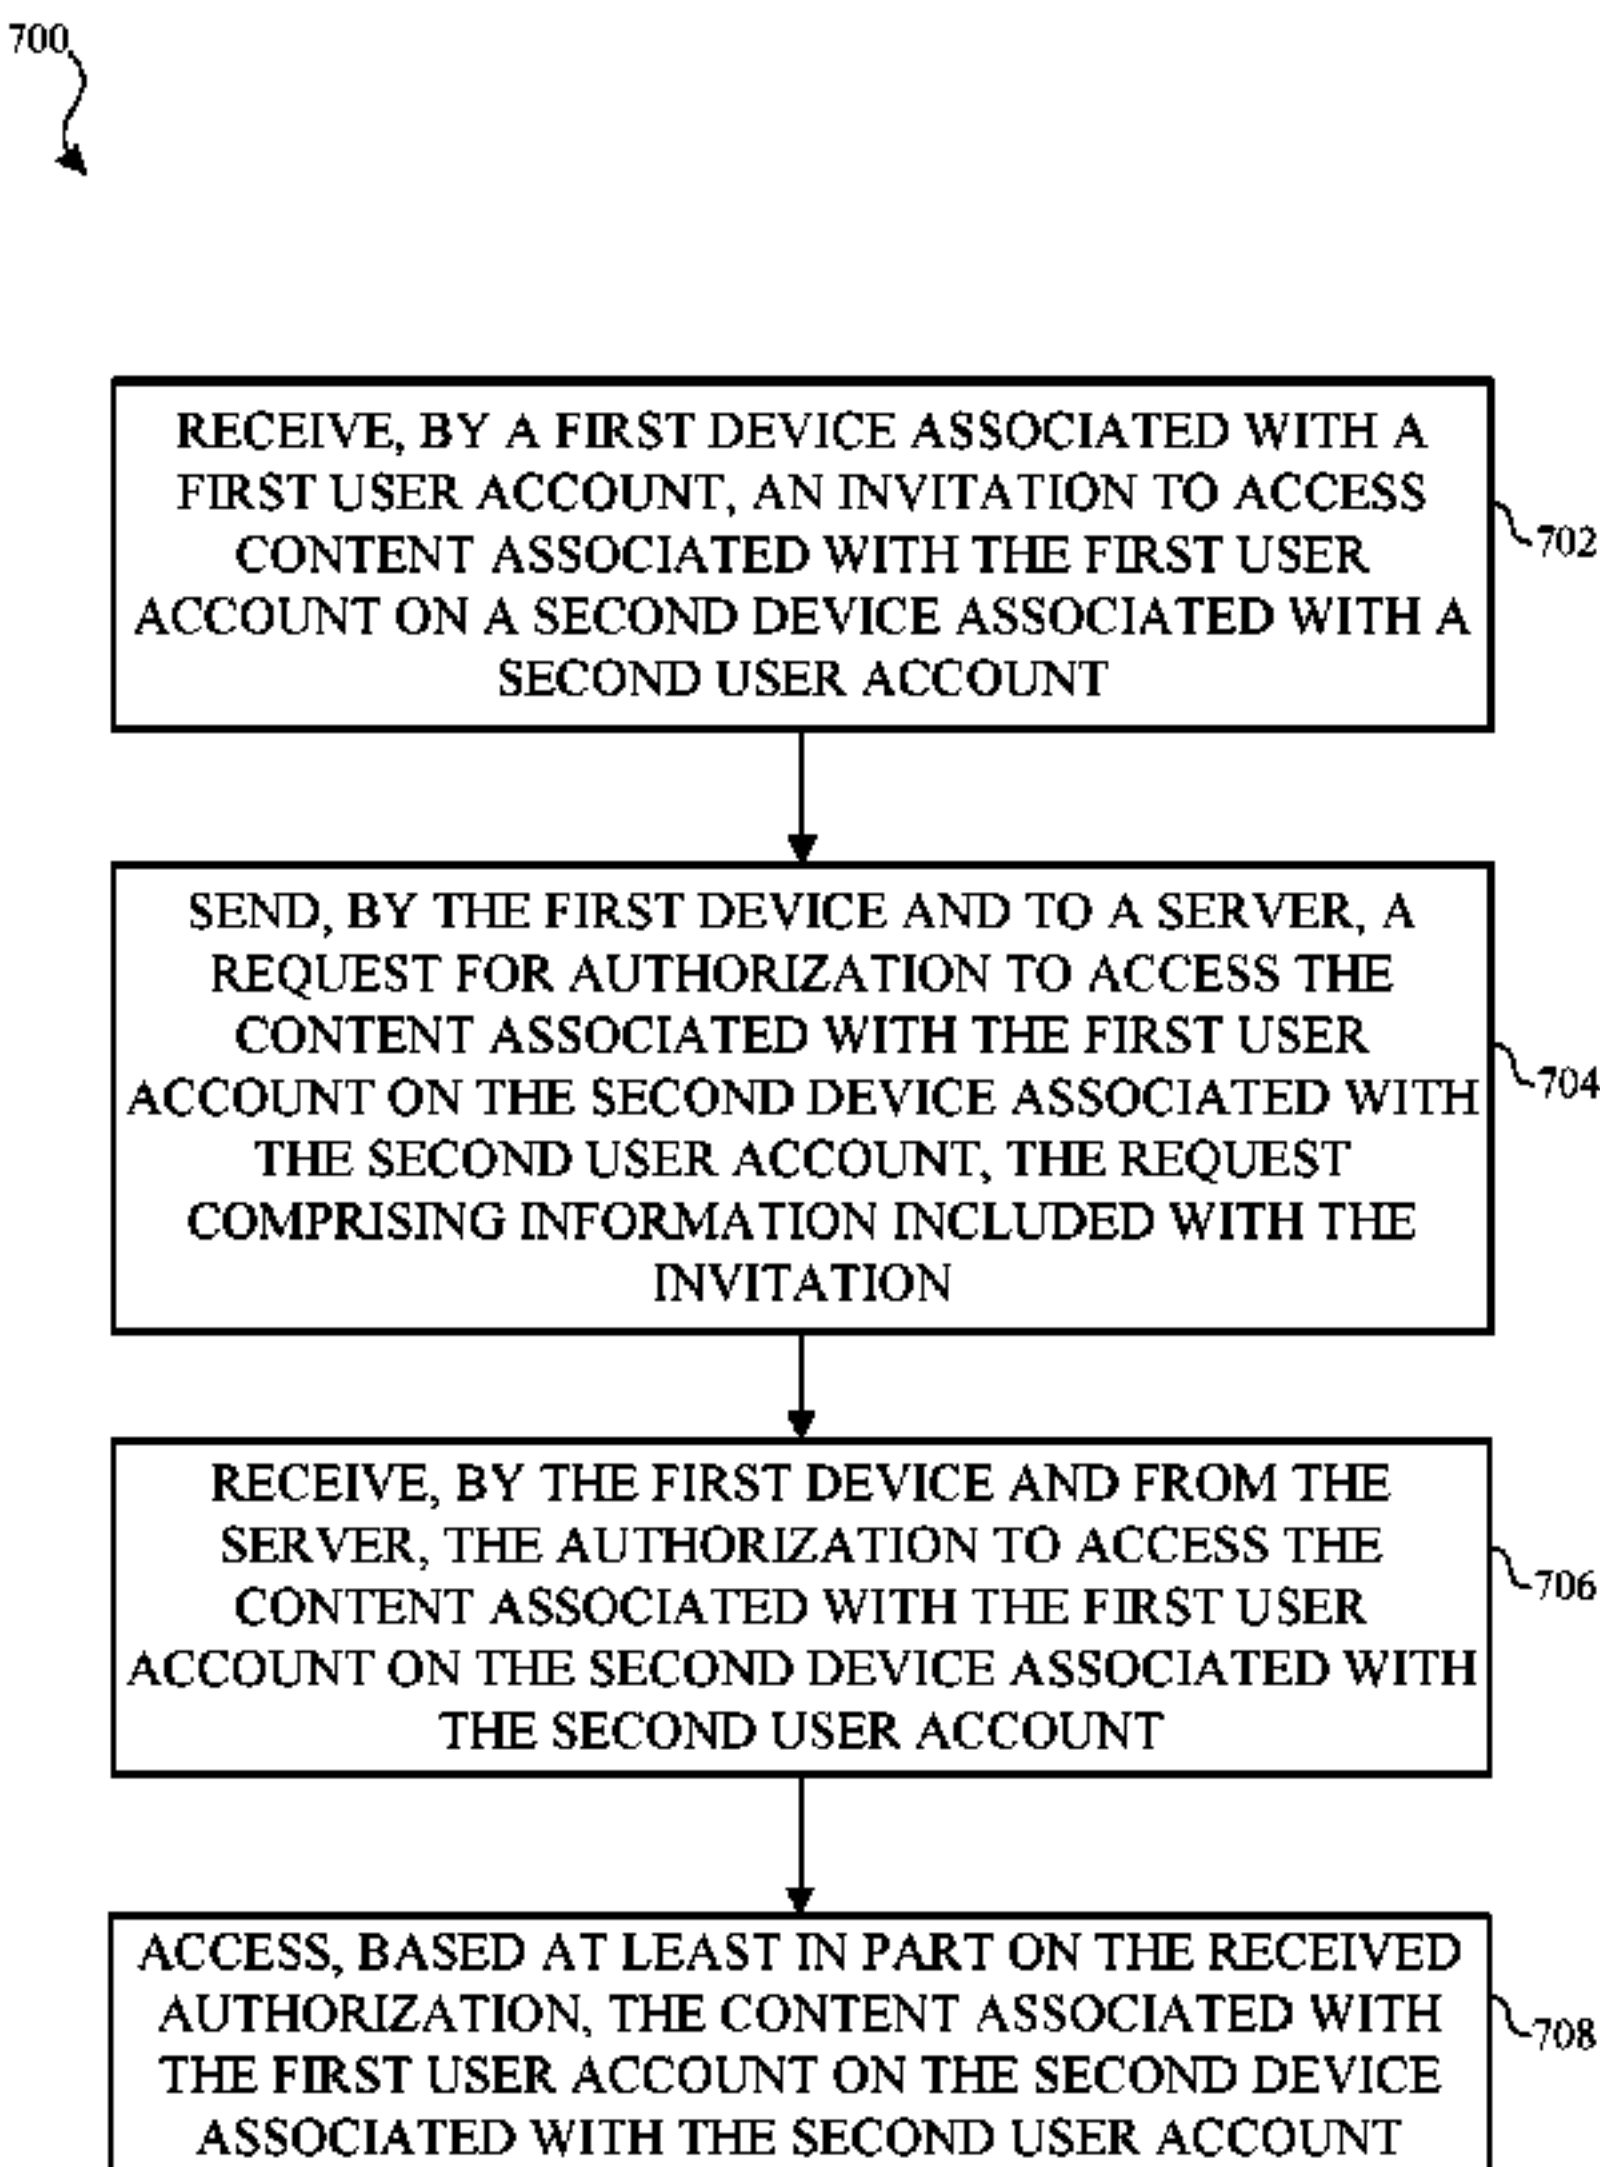 700
RECEIVE, BY A FIRST DEVICE ASSOCIATED WITH A
FIRST USER ACCOUNT, AN INVITATION TO ACCESS
CONTENT ASSOCIATED WITH THE FIRST USER
ACCOUNT ON A SECOND DEVICE ASSOCIATED WITH A
SECOND USER ACCOUNT
702
SEND, BY THE FIRST DEVICE AND TO A SERVER, A
REQUEST FOR AUTHORIZATION TO ACCESS THE
CONTENT ASSOCIATED WITH THE FIRST USER
ACCOUNT ON THE SECOND DEVICE ASSOCIATED WITH
THE SECOND USER ACCOUNT, THE REQUEST
COMPRISING INFORMATION INCLUDED WITH THE
INVITATION
704
RECEIVE, BY THE FIRST DEVICE AND FROM THE
SERVER, THE AUTHORIZATION TO ACCESS THE
CONTENT ASSOCIATED WITH THE FIRST USER
ACCOUNT ON THE SECOND DEVICE ASSOCIATED WITH
THE SECOND USER ACCOUNT
706
ACCESS, BASED AT LEAST IN PART ON THE RECEIVED
AUTHORIZATION, THE CONTENT ASSOCIATED WITH
THE FIRST USER ACCOUNT ON THE SECOND DEVICE
ASSOCIATED WITH THE SECOND USER ACCOUNT
708